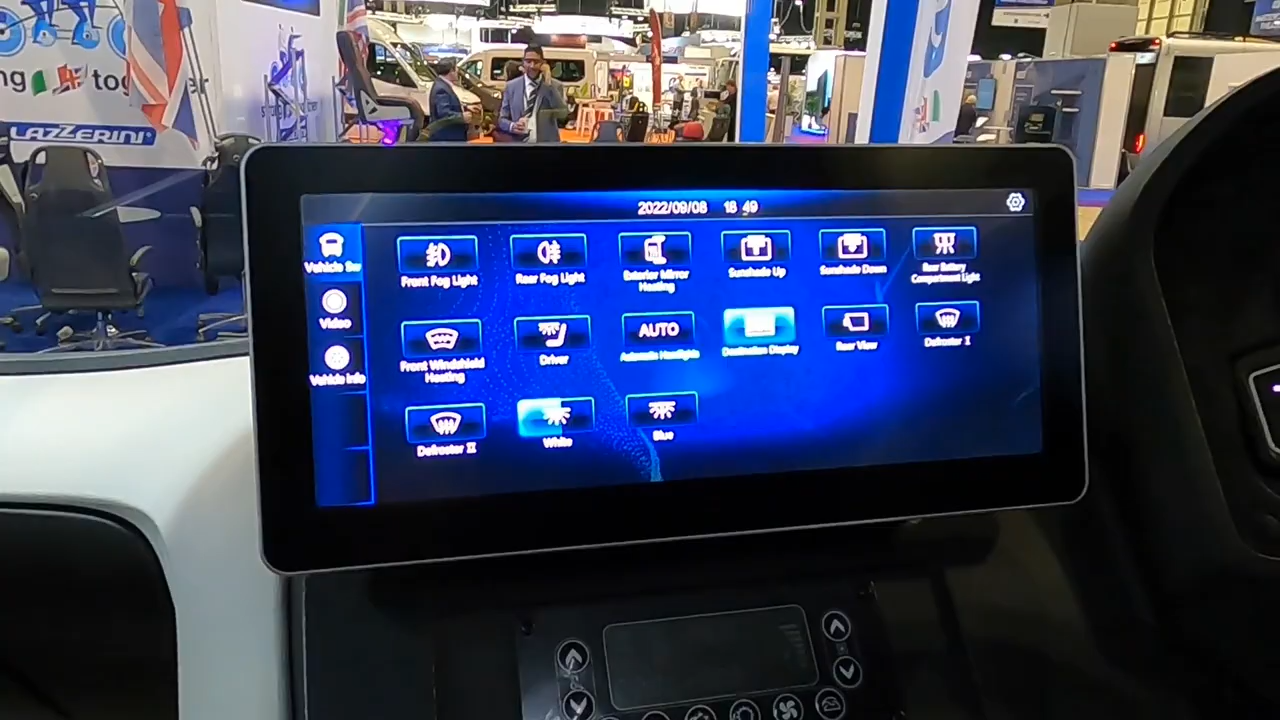 LAZZERINI
2022/09/08 18 49
Vehicle Sw
Video
Vehicle Info
Front Fog Light
Rear Fog Light
Exterior Mirror
Heating
Sunshade Up
Sunshade Down
Rear Battery
Compartment Light
Front Windshield
Heating
Driver
AUTO
Automatic Headlights
Destination Display
Rear View
Defroster I
Defroster II
White
Blue